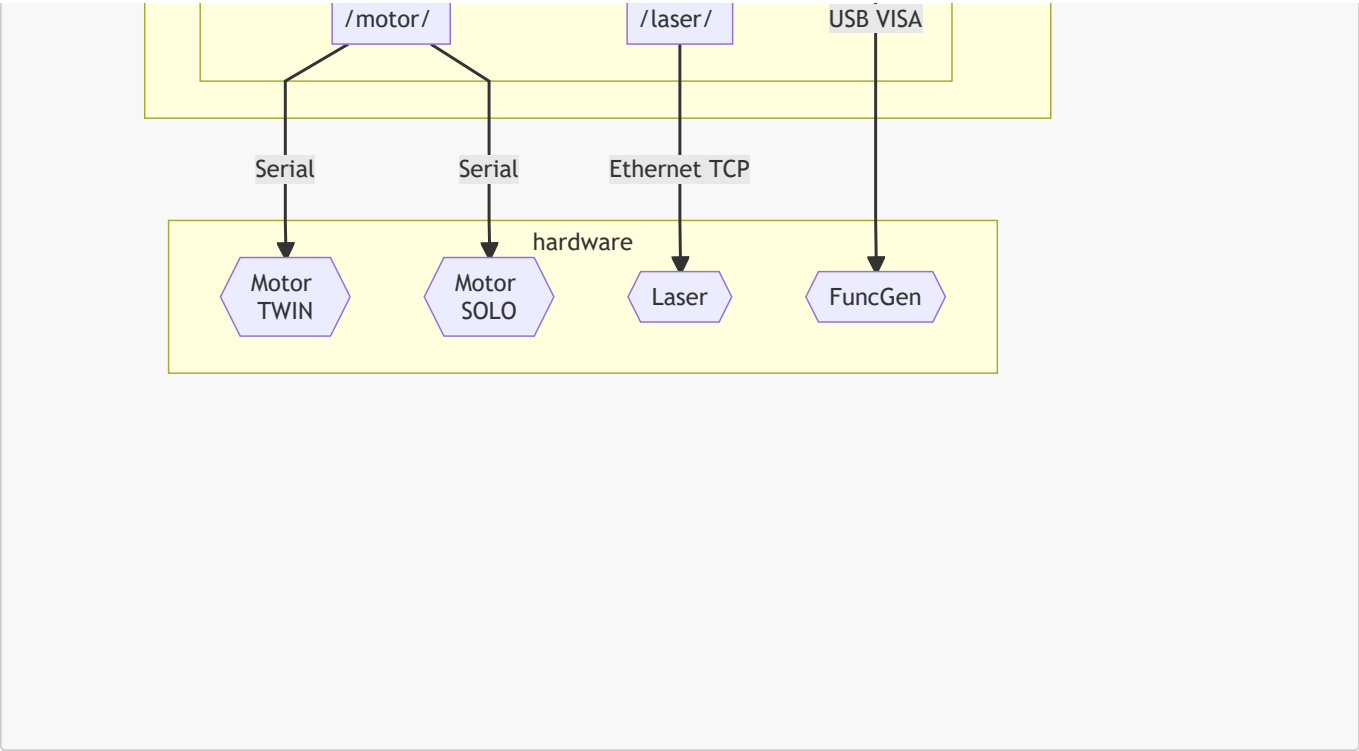 /motor/
/laser/
USB VISA
Serial
Serial
Ethernet TCP
hardware
Motor
TWIN
Motor
SOLO
Laser
FuncGen